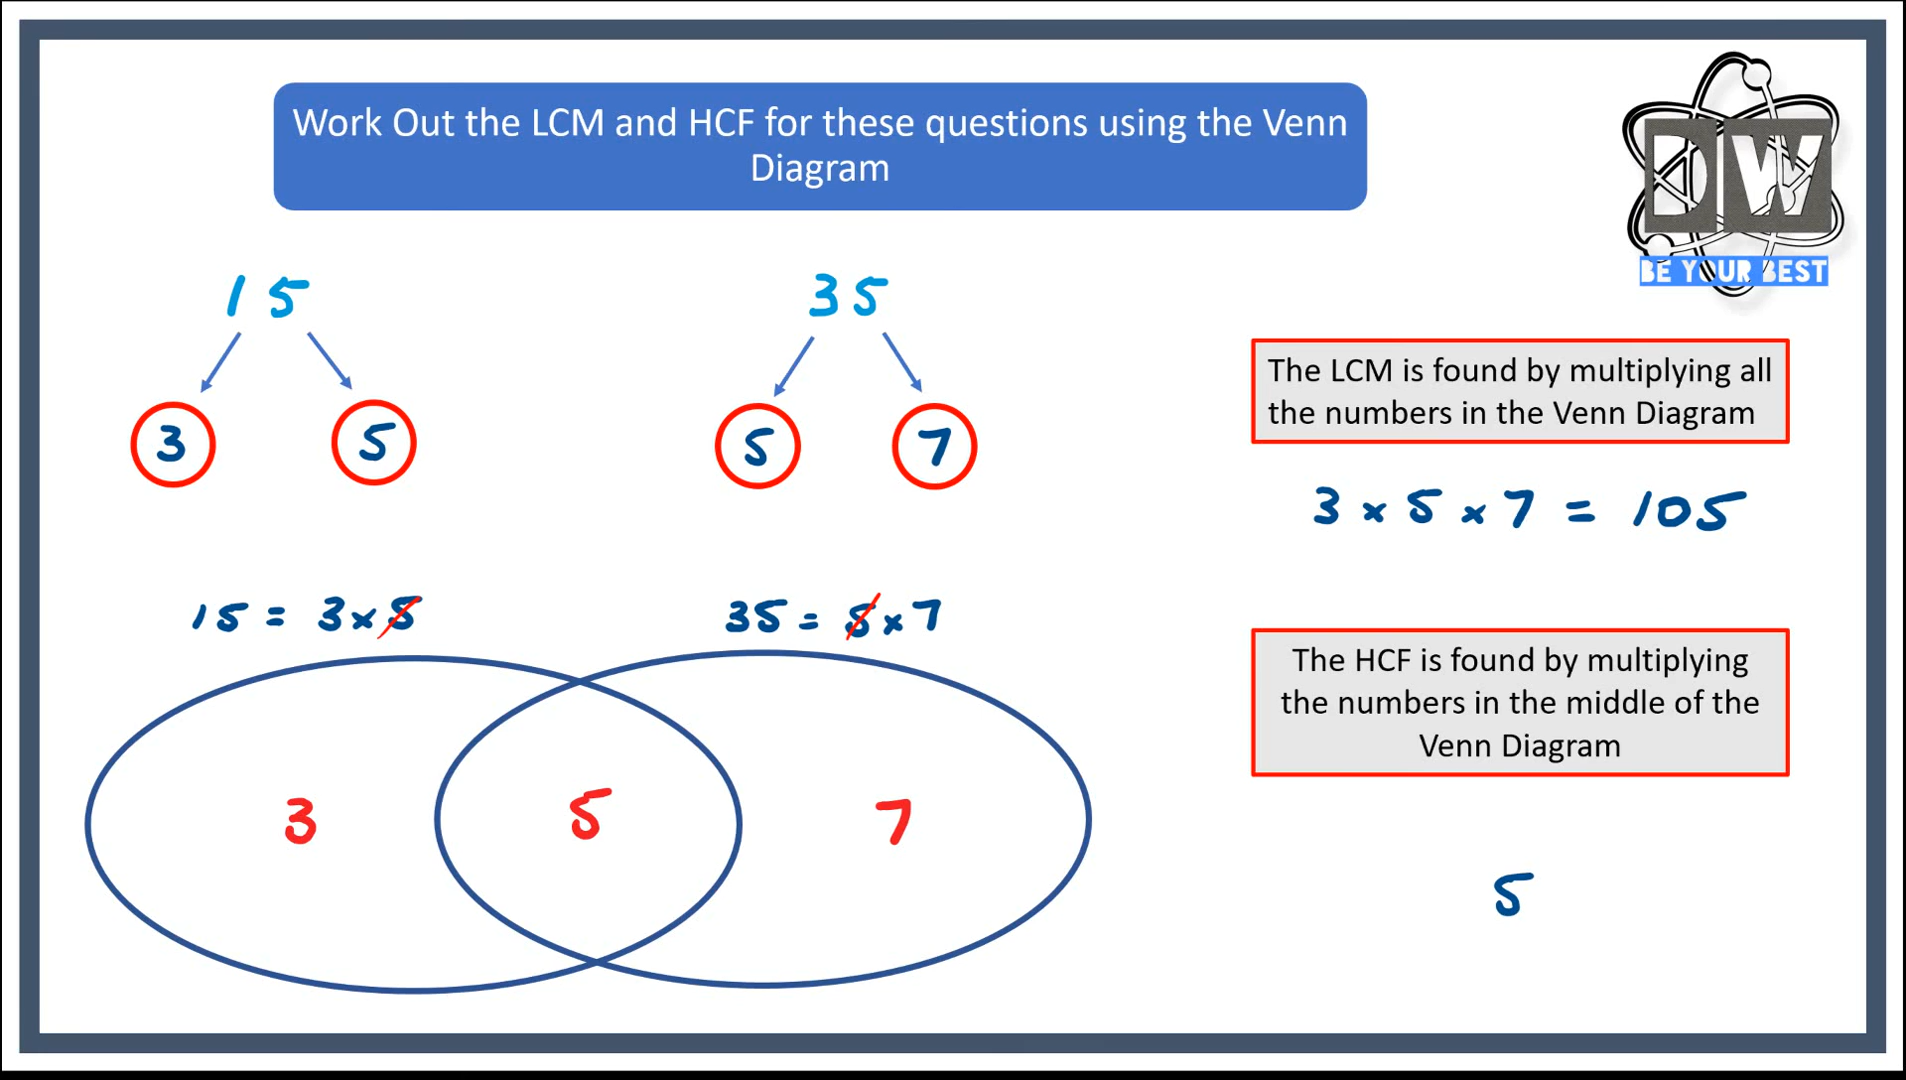 Work Out the LCM and HCF for these questions using the Venn
Diagram
DW
BE YOUR BEST
15
35
3
5
5
7
The LCM is found by multiplying all
the numbers in the Venn Diagram
3 × 5 × 7 = 105
15 = 3 × 5
35 = 5 × 7
The HCF is found by multiplying
the numbers in the middle of the
Venn Diagram
3
5
7
5